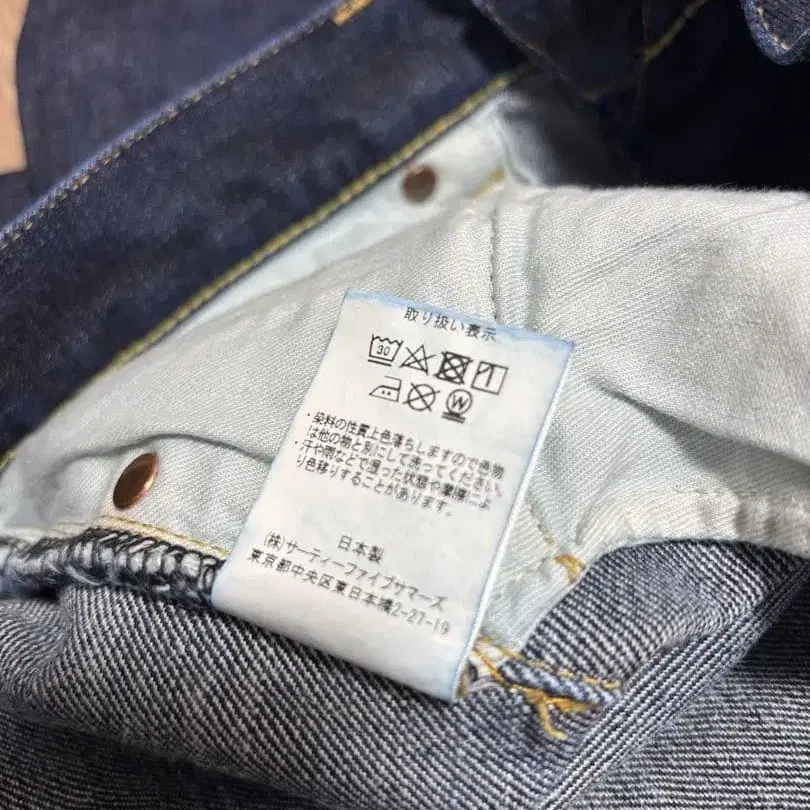 取り扱い表示
30
W
・染料の性質上色落ちしますので色物
は他の物と別にして洗ってください。
・汗や雨などで湿った状態や摩擦によ
り色移りすることがあります。
日本製
(株)サーティーファイブサマーズ
東京都中央区東日本橋2-27-19